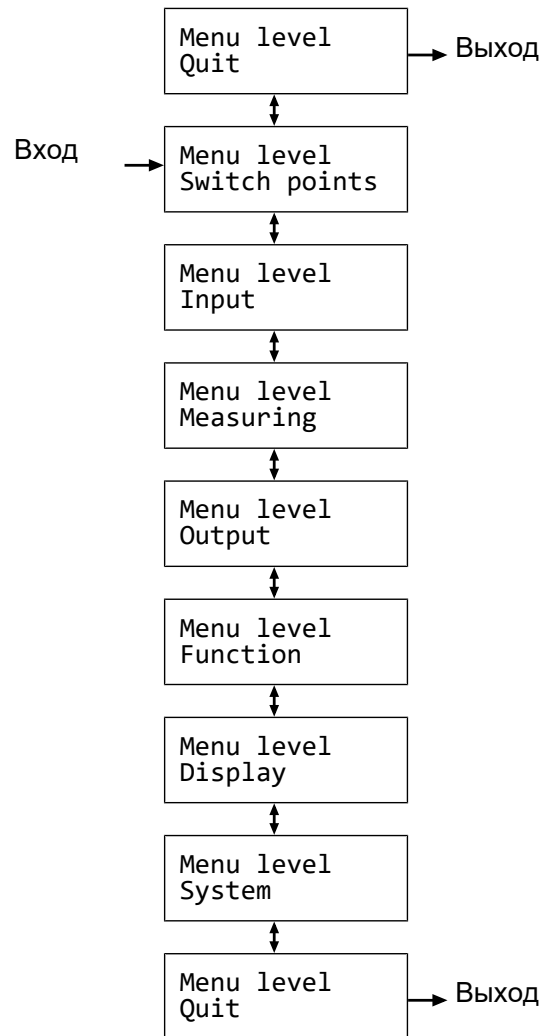 Menu level
Quit
Выход
Вход
Menu level
Switch points
Menu level
Input
Menu level
Measuring
Menu level
Output
Menu level
Function
Menu level
Display
Menu level
System
Menu level
Quit
Выход